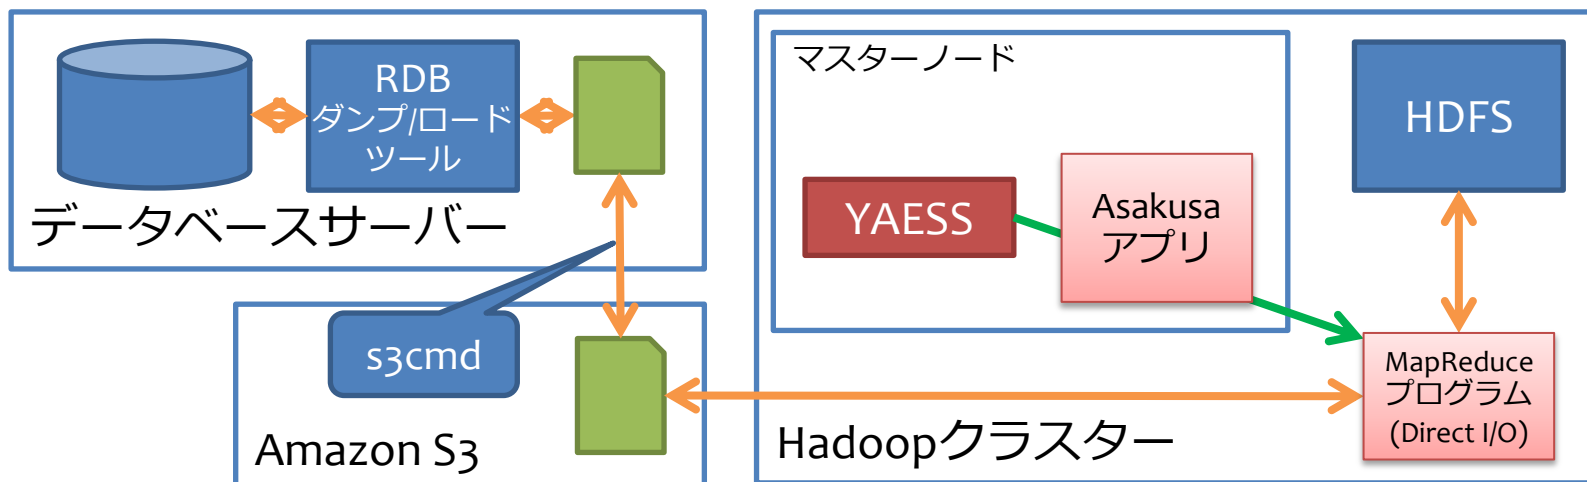 RDB
ダンプ/ロード
ツール
データベースサーバー
s3cmd
Amazon S3
マスターノード
YAESS
Asakusa
アプリ
HDFS
MapReduce
プログラム
(Direct I/O)
Hadoopクラスター